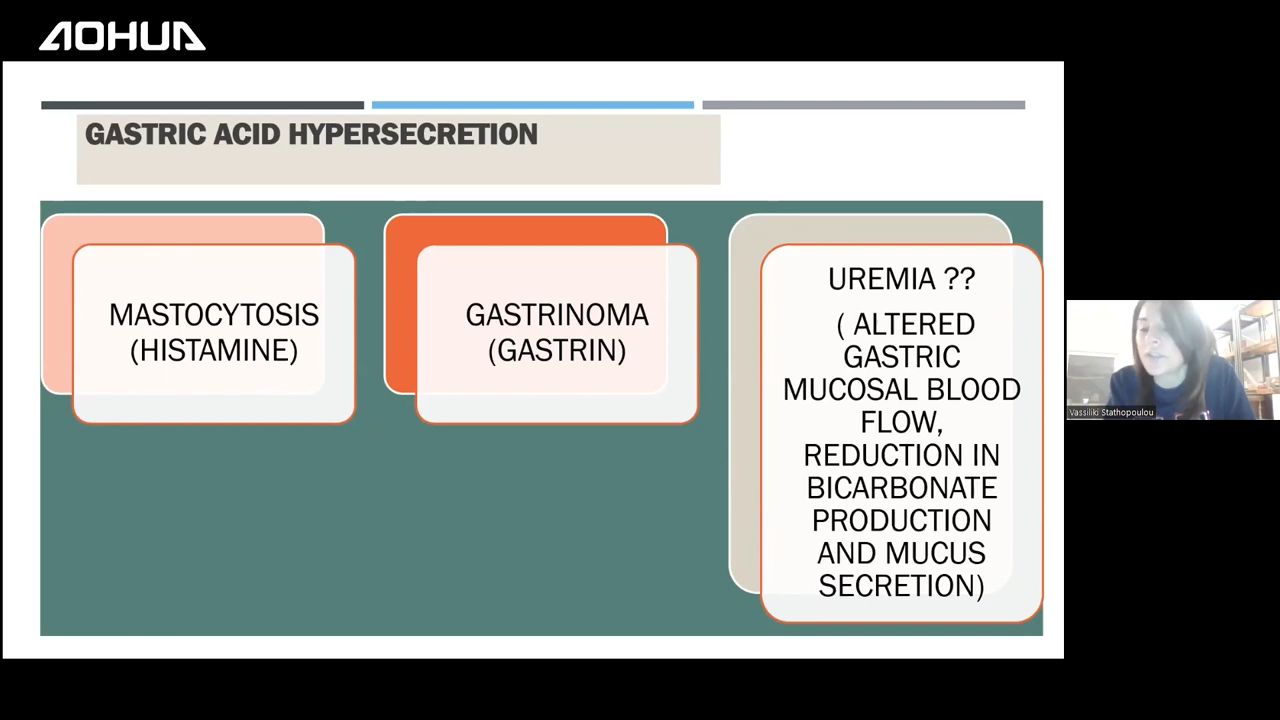 AOHUA
GASTRIC ACID HYPERSECRETION
MASTOCYTOSIS
(HISTAMINE)
GASTRINOMA
(GASTRIN)
UREMIA ??
( ALTERED
GASTRIC
MUCOSAL BLOOD
FLOW,
REDUCTION IN
BICARBONATE
PRODUCTION
AND MUCUS
SECRETION)
Vassiliki Stathopoulou